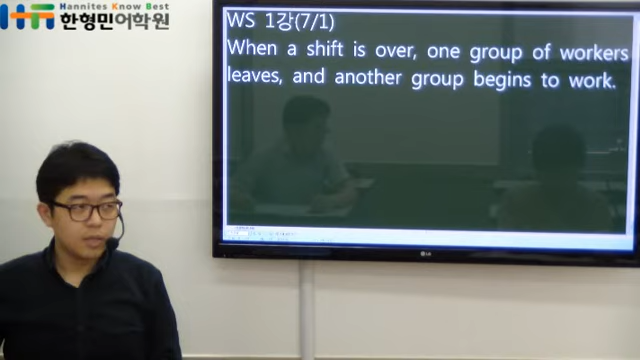 Hannites Know Best
한형민어학원
WS 1강(7/1)
When a shift is over, one group of workers
leaves, and another group begins to work.
LG